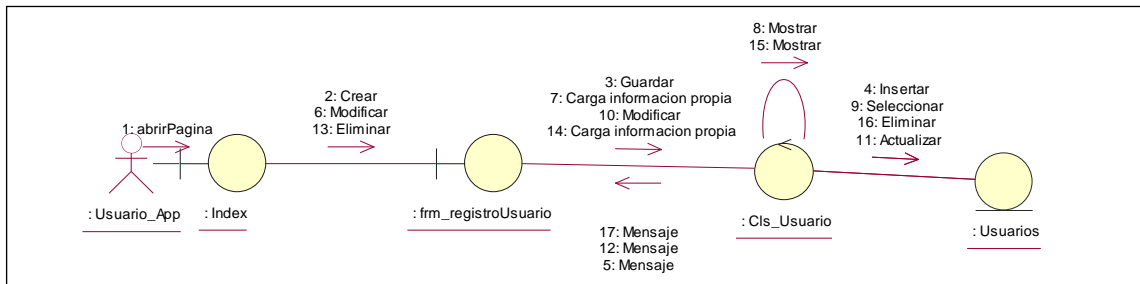 8: Mostrar
15: Mostrar
3: Guardar
7: Carga informacion propia
10: Modificar
14: Carga informacion propia
4: Insertar
9: Seleccionar
16: Eliminar
11: Actualizar
2: Crear
6: Modificar
13: Eliminar
1: abrirPagina
: Usuario_App
: Index
: frm_registroUsuario
: Cls_Usuario
: Usuarios
17: Mensaje
12: Mensaje
5: Mensaje